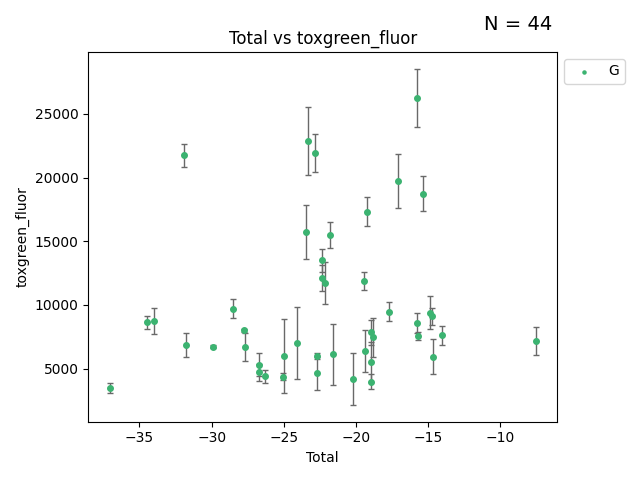 N = 44
Total vs toxgreen_fluor
G
25000
20000
15000
10000
5000
toxgreen_fluor
−35 −30 −25 −20 −15 −10
Total